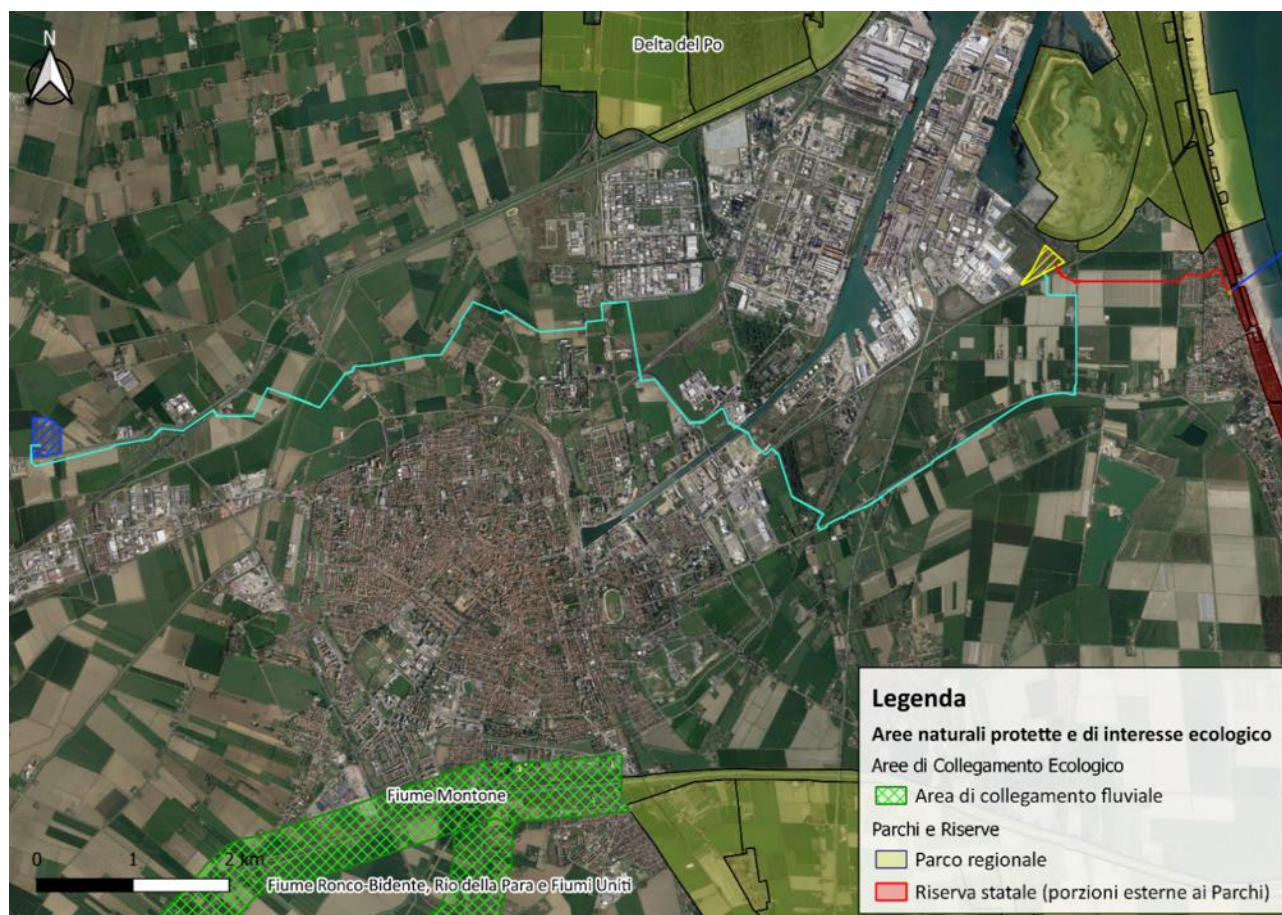 N
Delta del Po
Fiume Montone
Fiume Ronco-Bidente, Rio della Para e Fiumi Uniti
0 1 2 km
Legenda
Aree naturali protette e di interesse ecologico
Aree di Collegamento Ecologico
Area di collegamento fluviale
Parchi e Riserve
Parco regionale
Riserva statale (porzioni esterne ai Parchi)